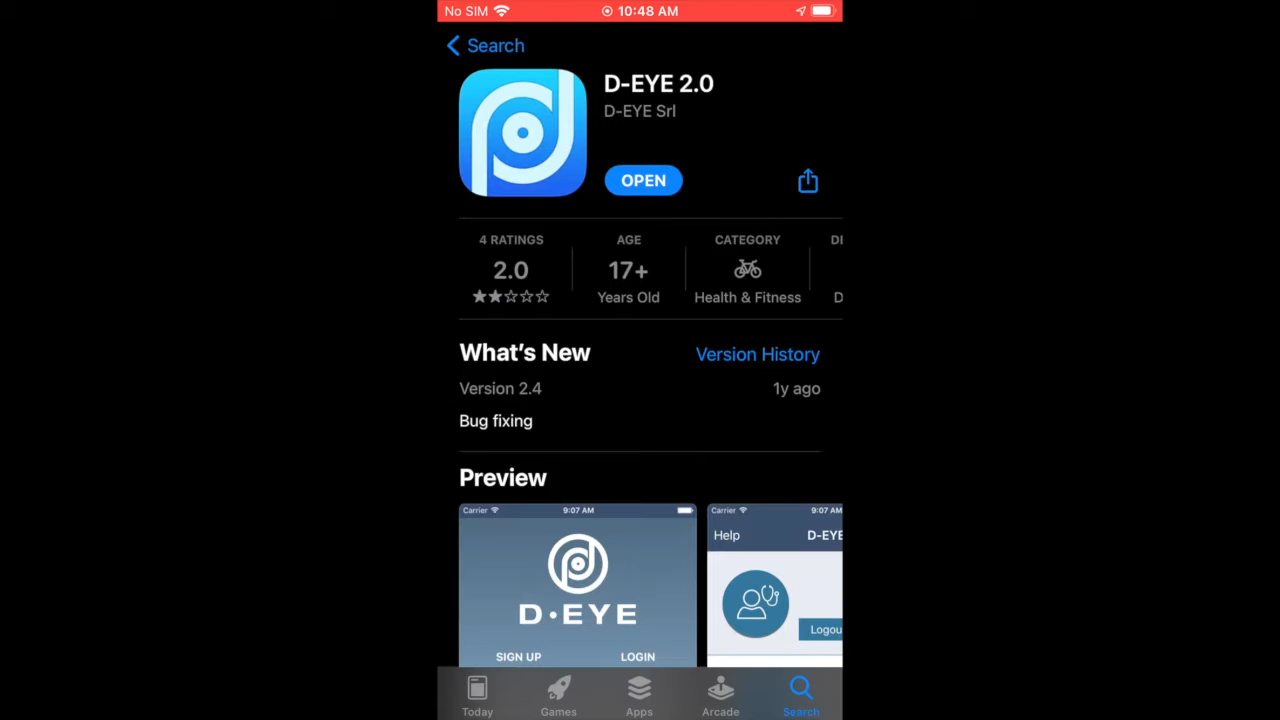 No SIM 10:48 AM
Search
D-EYE 2.0
D-EYE Srl
OPEN
4 RATINGS AGE CATEGORY DI
2.0 17+
Years Old Health & Fitness D
What's New Version History
Version 2.4 1y ago
Bug fixing
Preview
Carrier 9:07 AM Carrier 9:07 AM
Help D-EYE
D·EYE
Logou
SIGN UP LOGIN
Today Games Apps Arcade Search